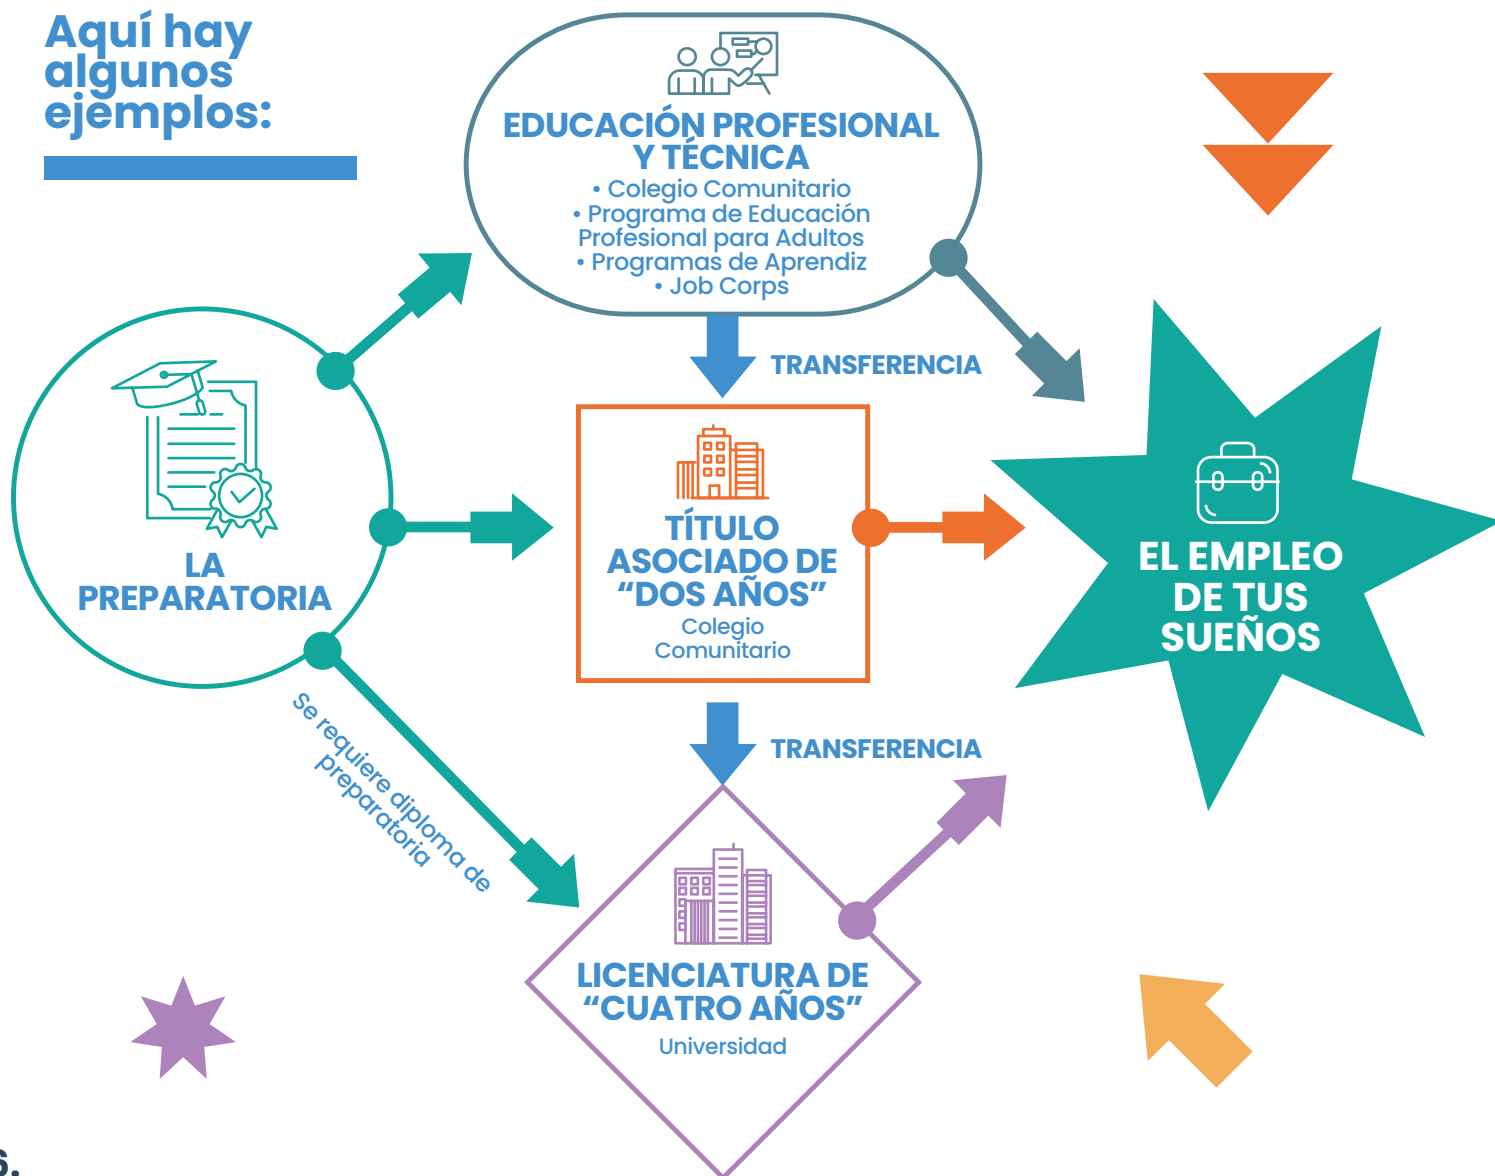 Aquí hay
algunos
ejemplos:
EDUCACIÓN PROFESIONAL
Y TÉCNICA
• Colegio Comunitario
• Programa de Educación
Profesional para Adultos
• Programas de Aprendiz
• Job Corps
TRANSFERENCIA
LA
PREPARATORIA
TÍTULO
ASOCIADO DE
“DOS AÑOS”
Colegio
Comunitario
EL EMPLEO
DE TUS
SUEÑOS
Se requiere diploma de
preparatoria
TRANSFERENCIA
LICENCIATURA DE
“CUATRO AÑOS”
Universidad